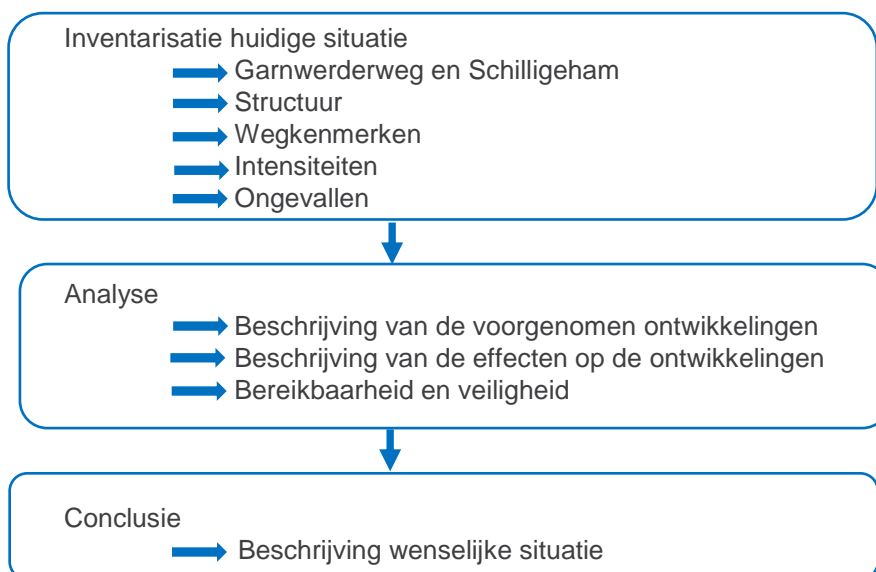 Inventarisatie huidige situatie
Garnwerderweg en Schilligeham
Structuur
Wegkenmerken
Intensiteiten
Ongevallen
Analyse
Beschrijving van de voorgenomen ontwikkelingen
Beschrijving van de effecten op de ontwikkelingen
Bereikbaarheid en veiligheid
Conclusie
Beschrijving wenselijke situatie